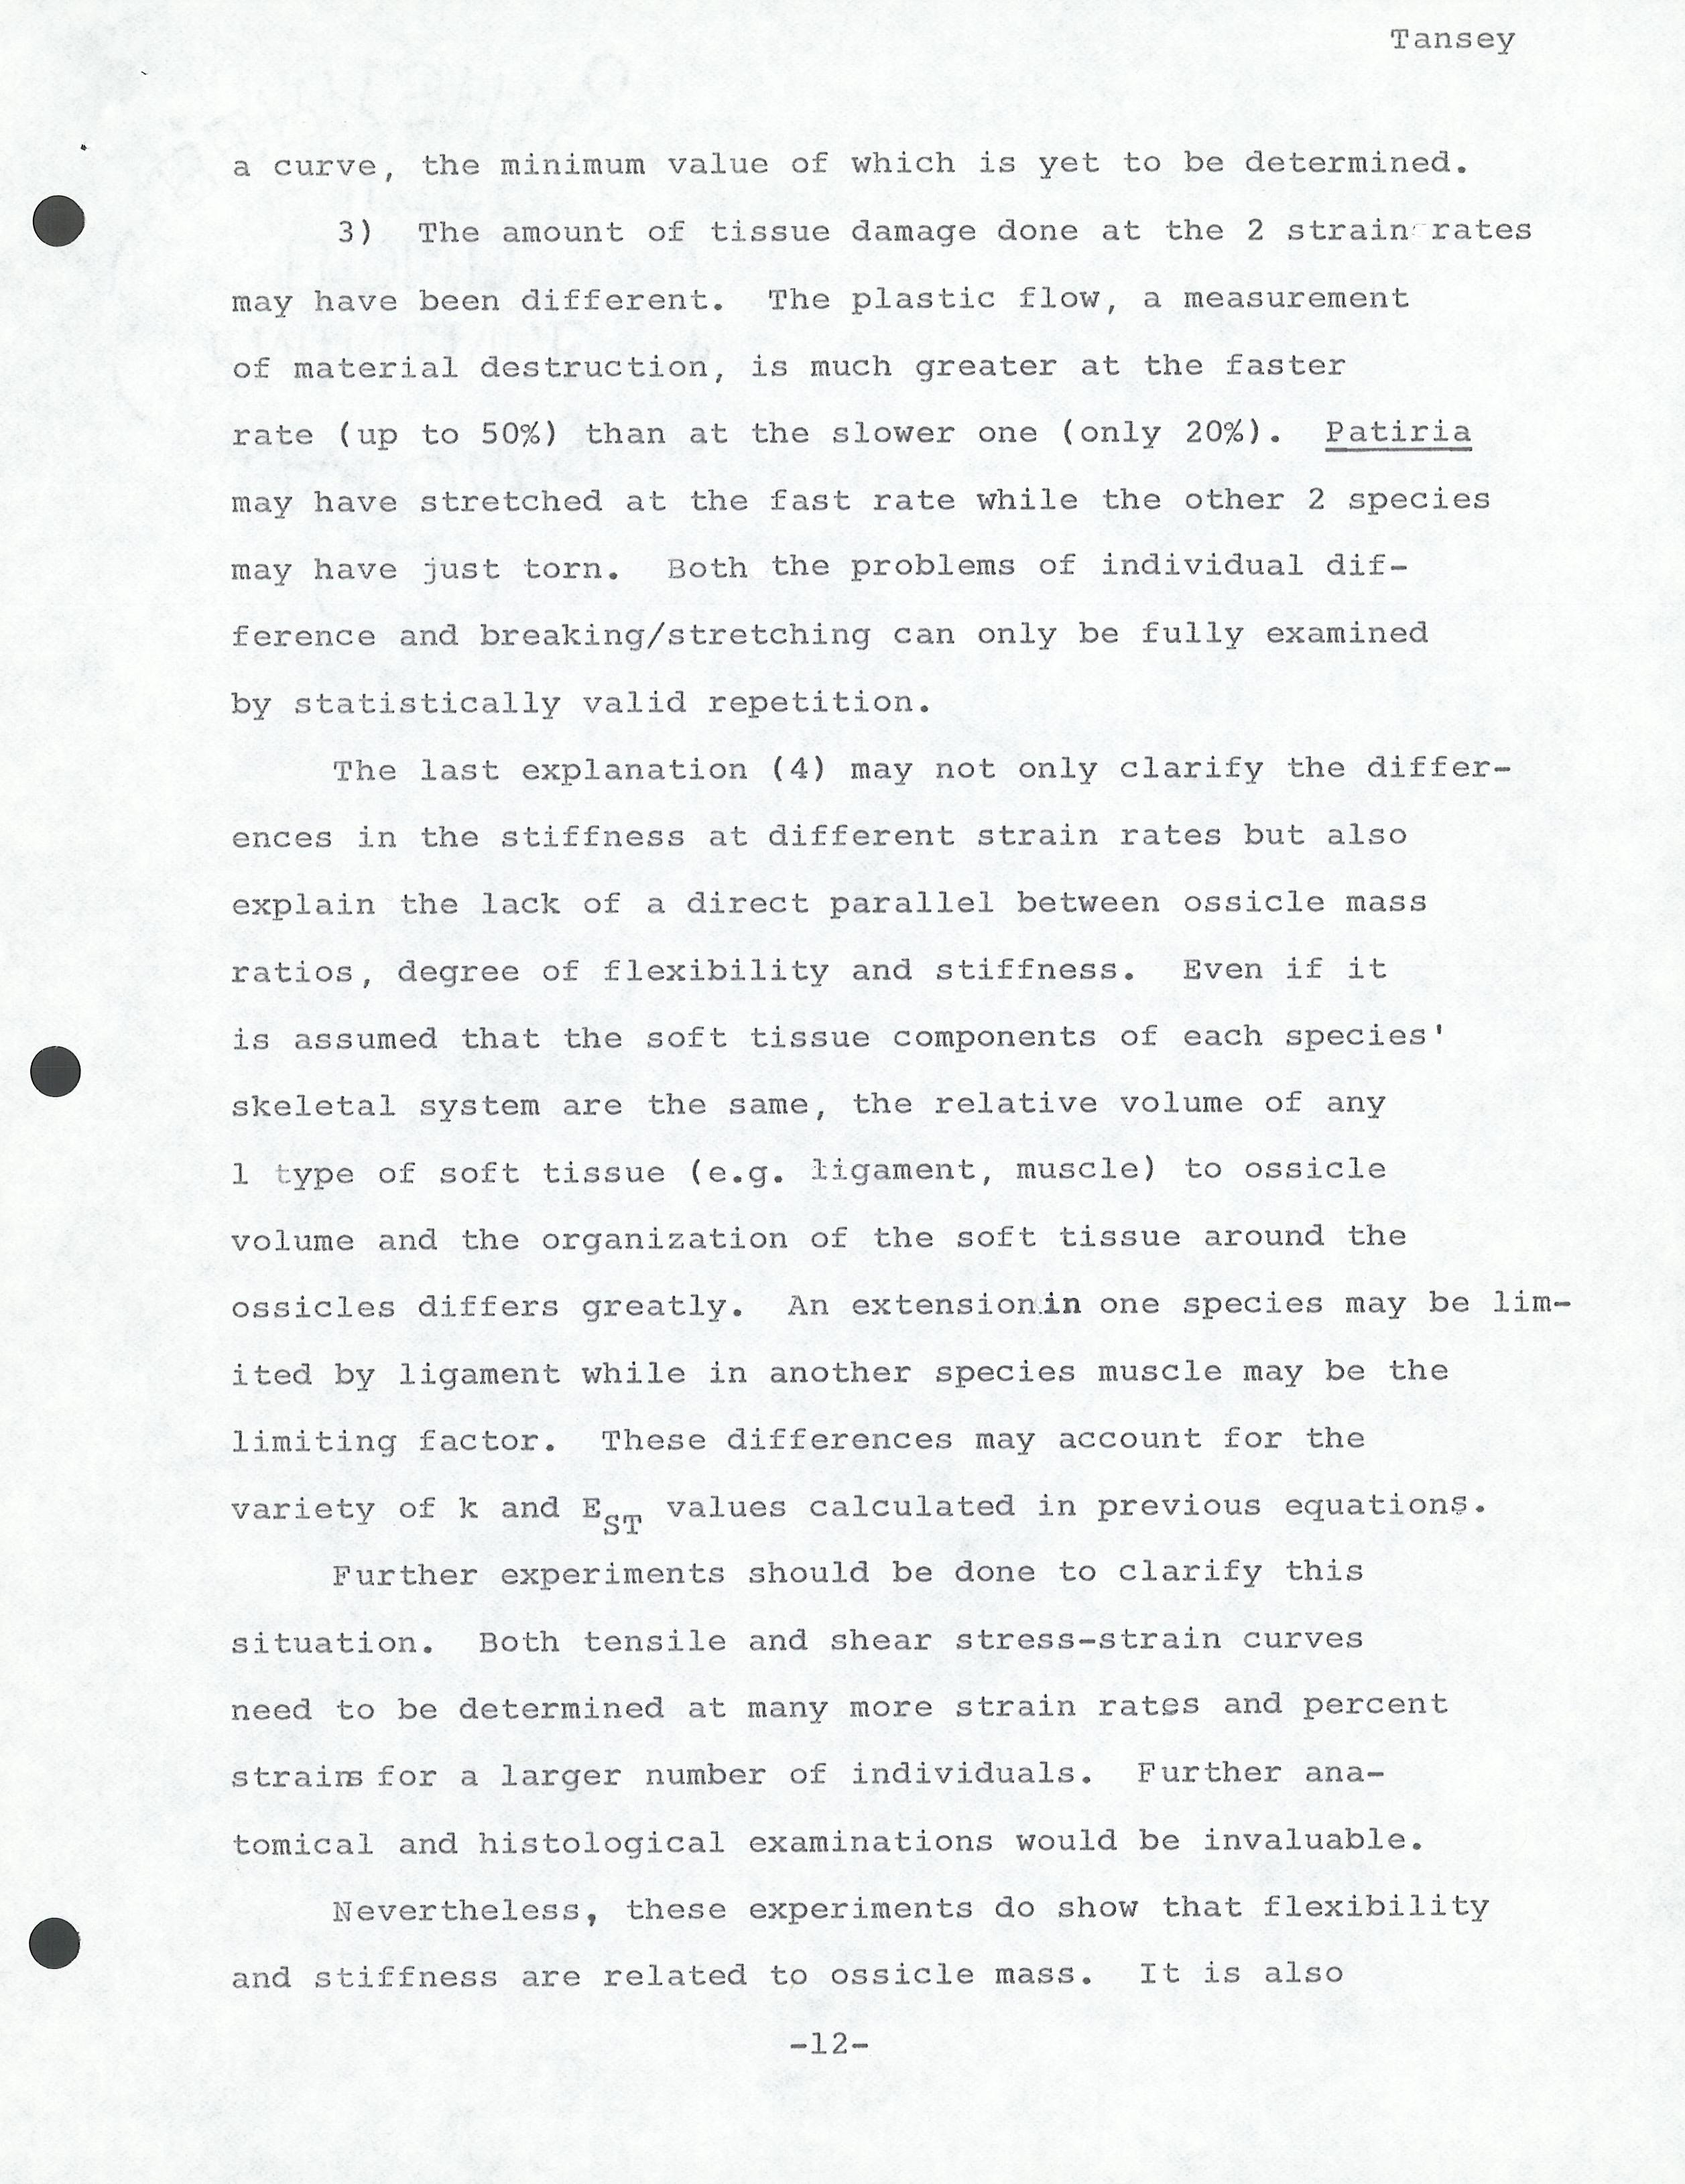 Tansey
a curve, the minimum value of which is yet to be determined.
3)  The amount of tissue damage done at the 2 strain rates
may have been different.  The plastic flow, a measurement
of material destruction, is much greater at the faster
rate (up to 50%) than at the slower one (only 20%).  Patiria
may have stretched at the fast rate while the other 2 species
may have just torn.  Both the problems of individual dif-
ference and breaking/stretching can only be fully examined
by statistically valid repetition.
The last explanation (4) may not only clarify the differ-
ences in the stiffness at different strain rates but also
explain the lack of a direct parallel between ossicle mass
ratios, degree of flexibility and stiffness.  Even if it
is assumed that the soft tissue components of each species'
skeletal system are the same, the relative volume of any
1 type of soft tissue (e.g. ligament, muscle) to ossicle
volume and the organization of the soft tissue around the
ossicles differs greatly.  An extension in one species may be lim-
ited by ligament while in another species muscle may be the
limiting factor.  These differences may account for the
variety of k and E_ST values calculated in previous equations.
Further experiments should be done to clarify this
situation.  Both tensile and shear stress-strain curves
need to be determined at many more strain rates and percent
strains for a larger number of individuals.  Further ana-
tomical and histological examinations would be invaluable.
Nevertheless, these experiments do show that flexibility
and stiffness are related to ossicle mass.  It is also
-12-